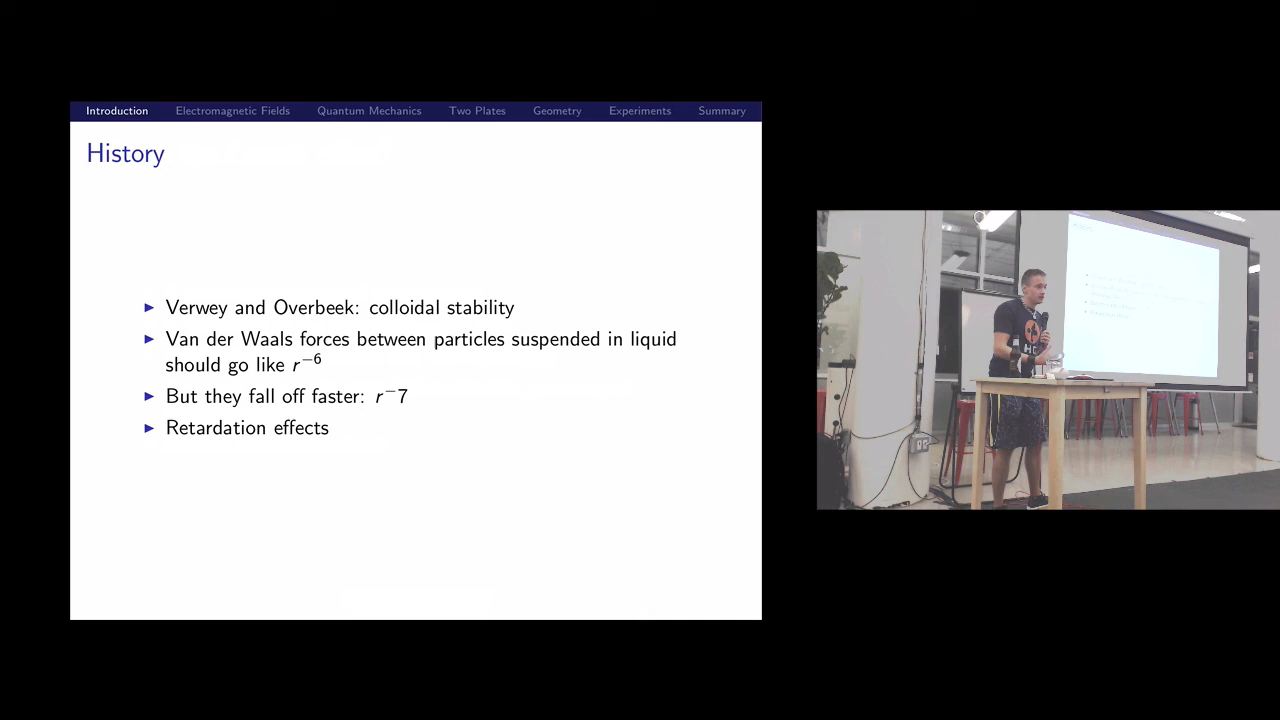 Introduction Electromagnetic Fields Quantum Mechanics Two Plates Geometry Experiments Summary
History
▶ Verwey and Overbeek: colloidal stability
▶ Van der Waals forces between particles suspended in liquid
should go like r⁻⁶
▶ But they fall off faster: r⁻7
▶ Retardation effects